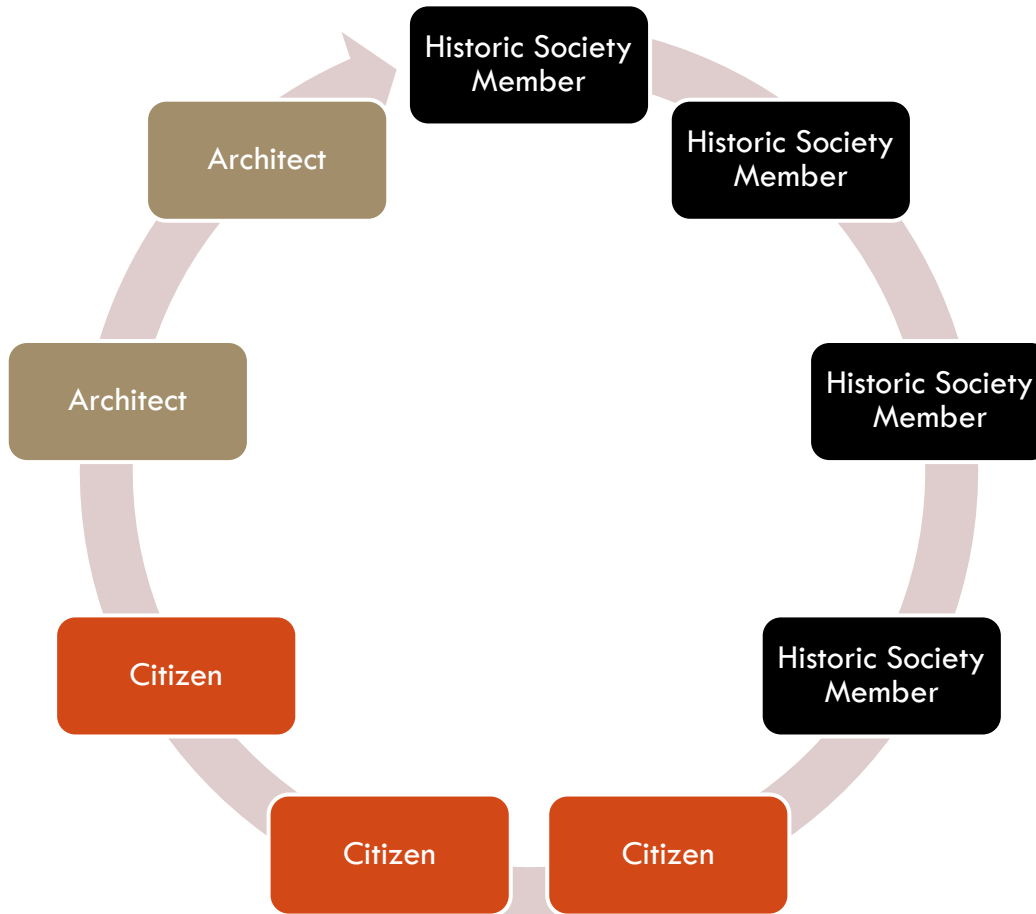 Historic Society
Member
Historic Society
Member
Historic Society
Member
Historic Society
Member
Citizen
Citizen
Citizen
Architect
Architect